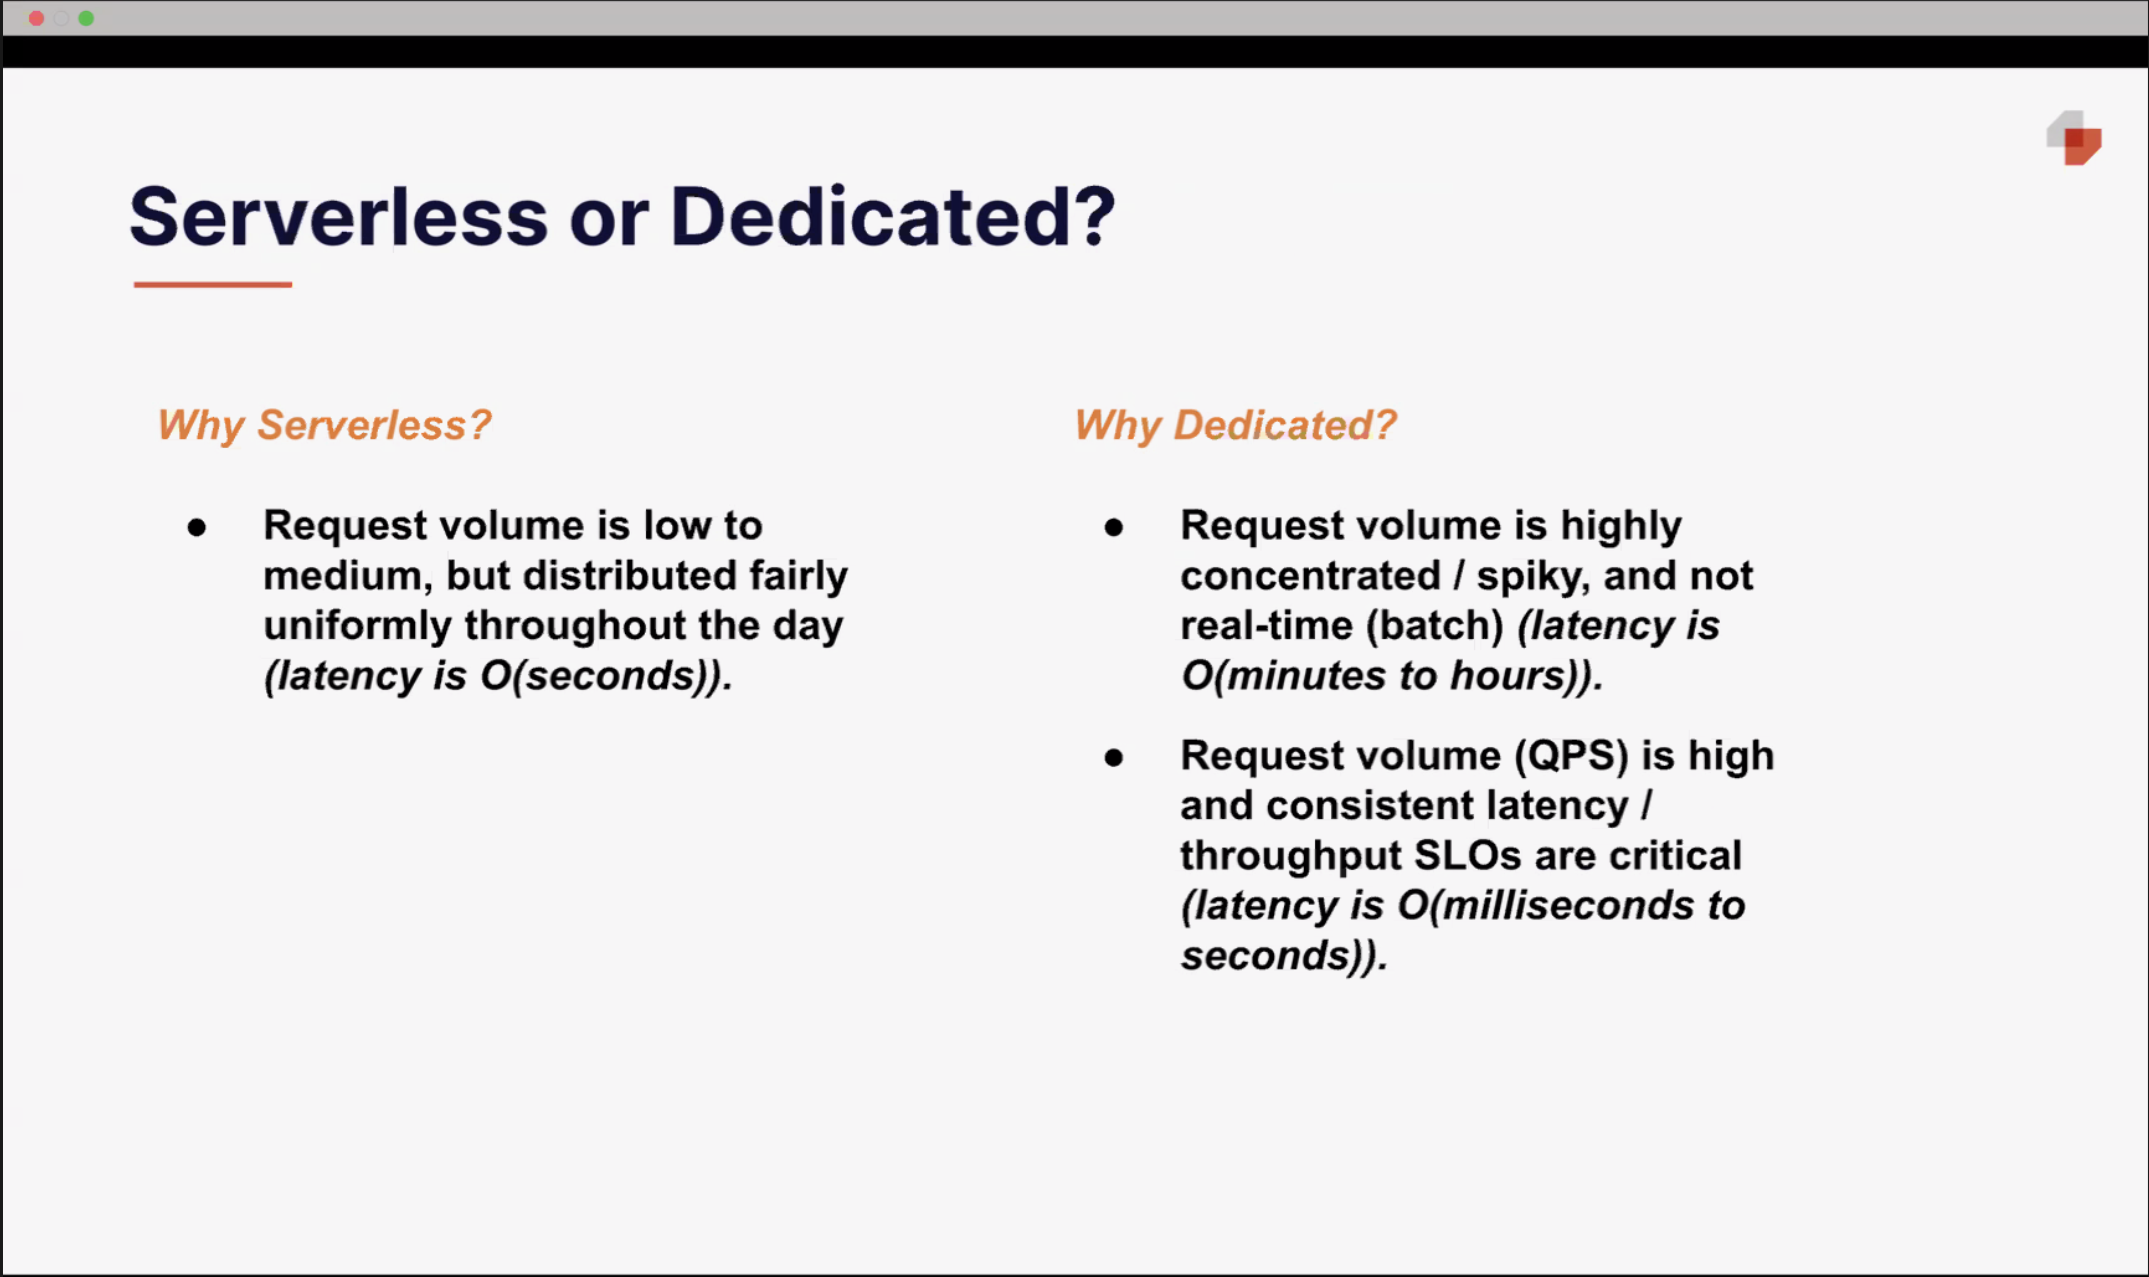 Serverless or Dedicated?
Why Serverless?
● Request volume is low to
medium, but distributed fairly
uniformly throughout the day
(latency is O(seconds)).
Why Dedicated?
● Request volume is highly
concentrated / spiky, and not
real-time (batch) (latency is
O(minutes to hours)).
● Request volume (QPS) is high
and consistent latency /
throughput SLOs are critical
(latency is O(milliseconds to
seconds)).